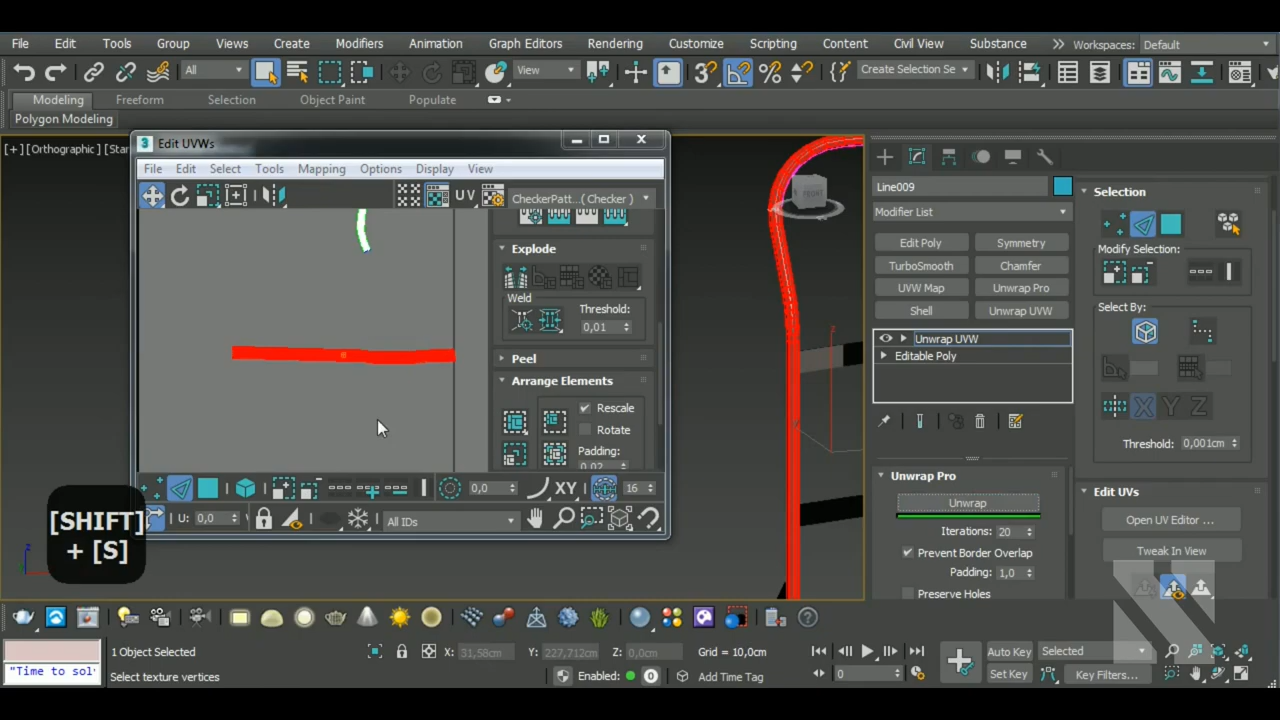 File Edit Tools Group Views Create Modifiers Animation Graph Editors Rendering Customize Scripting Content Civil View Substance Workspaces: Default
All View Create Selection Se
Modeling Freeform Selection Object Paint Populate
Polygon Modeling
[+] [Orthographic] [Stan
3 Edit UVWs
File Edit Select Tools Mapping Options Display View
UV CheckerPatt...( Checker )
Explode
Weld
Threshold:
0,01
Peel
Arrange Elements
Rescale
Rotate
Padding:
0,02
0,0 XY 16
U: 0,0 All IDs
[SHIFT]
+ [S]
FRONT
Line009
Modifier List
Edit Poly Symmetry
TurboSmooth Chamfer
UVW Map Unwrap Pro
Shell Unwrap UVW
Unwrap UVW
Editable Poly
Unwrap Pro
Unwrap
Iterations: 20
Prevent Border Overlap
Padding: 1,0
Preserve Holes
Selection
Modify Selection:
Select By:
X Y Z
Threshold: 0,001cm
Edit UVs
Open UV Editor ...
Tweak In View
1 Object Selected X: 31,58cm Y: 227,712cm Z: 0,0cm Grid = 10,0cm Auto Key Selected
"Time to sol Select texture vertices Enabled: 0 Add Time Tag 0 Set Key Key Filters...